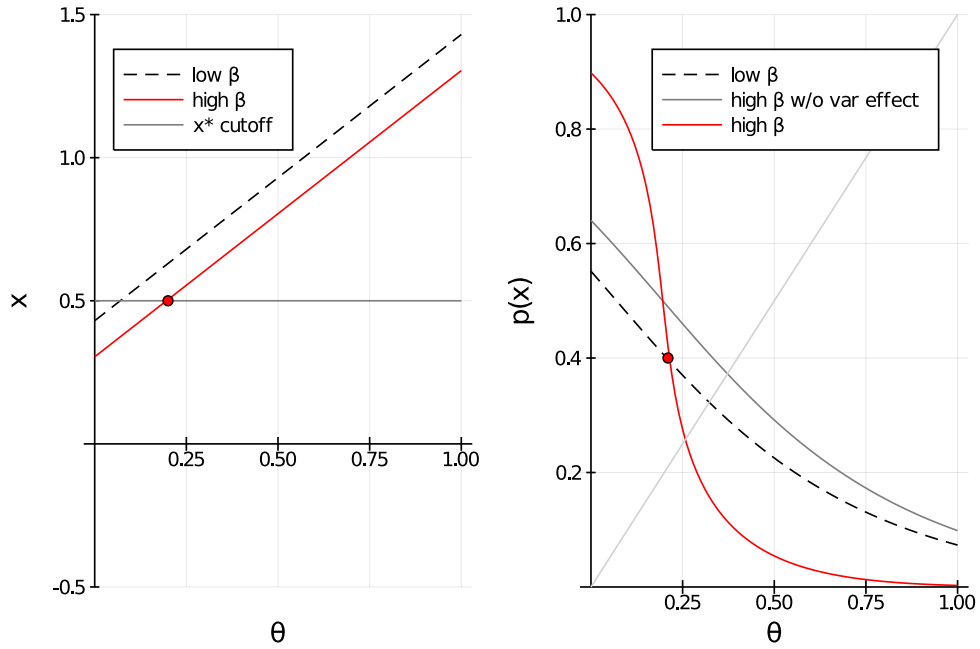 1.5
1.0
0.5
-0.5
x
low β
high β
x* cutoff
0.25
0.50
0.75
1.00
θ
1.0
0.8
0.6
0.4
0.2
p(x)
low β
high β w/o var effect
high β
0.25
0.50
0.75
1.00
θ